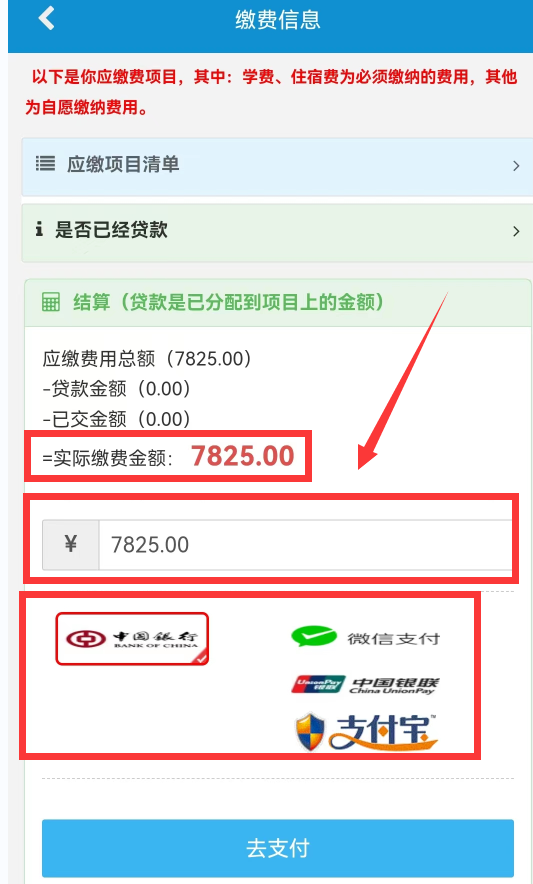 缴费信息
以下是你应缴费项目，其中：学费、住宿费为必须缴纳的费用，其他
为自愿缴纳费用。
应缴项目清单
是否已经贷款
结算（贷款是已分配到项目上的金额）
应缴费用总额（7825.00）
-贷款金额（0.00）
-已交金额（0.00）
=实际缴费金额： 7825.00
¥ 7825.00
中国银行
BANK OF CHINA
微信支付
UnionPay
银联
中国银联
China UnionPay
支付宝™
去支付